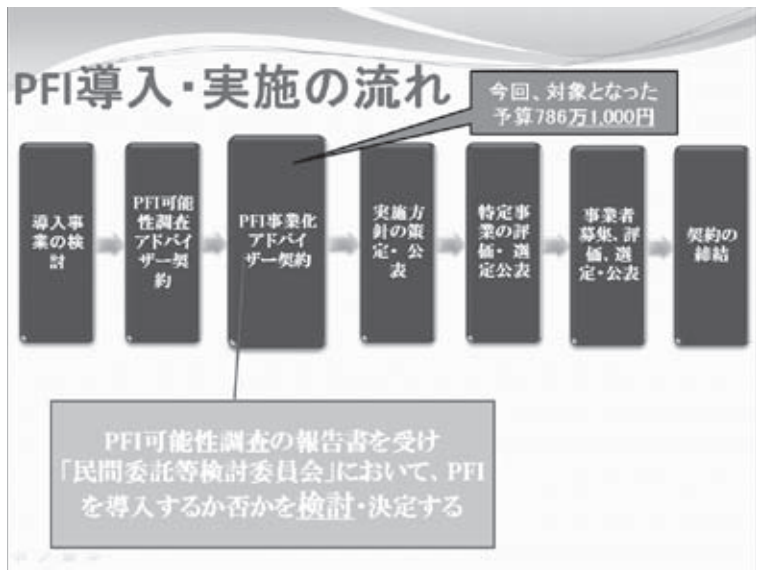 PFI導入・実施の流れ
今回、対象となった
予算786万1,000円
導入事
業の検
討
PFI可能
性調査
アドバイ
ザー契
約
PFI事業化
アドバイ
ザー契約
実施方
針の策
定・公
表
特定事
業の評
価・選
定公表
事業者
募集、評
価、選
定・公表
契約の
締結
PFI可能性調査の報告書を受け
「民間委託等検討委員会」において、PFI
を導入するか否かを検討・決定する